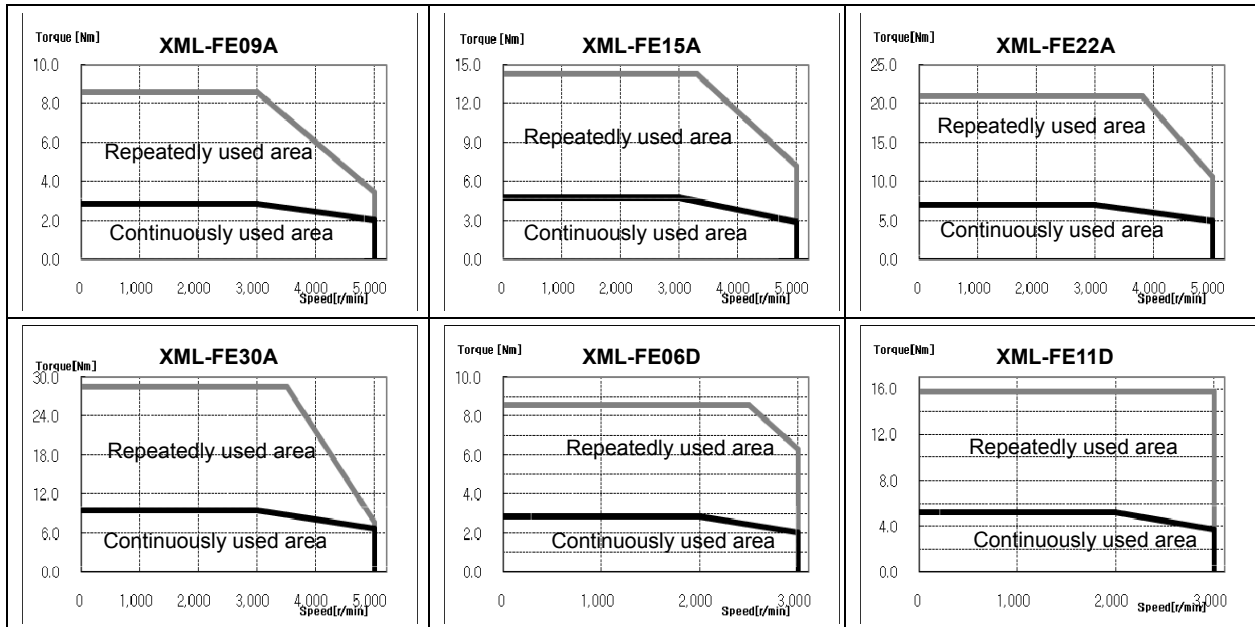 Torque [Nm]
XML-FE09A
10.0
8.0
6.0
4.0
2.0
0.0
Repeatedly used area
Continuously used area
0 1,000 2,000 3,000 4,000 5,000
Speed[r/min]
Torque [Nm]
XML-FE15A
15.0
12.0
9.0
6.0
3.0
0.0
Repeatedly used area
Continuously used area
0 1,000 2,000 3,000 4,000 5,000
Speed[r/min]
Torque[Nm]
XML-FE22A
25.0
20.0
15.0
10.0
5.0
0.0
Repeatedly used area
Continuously used area
0 1,000 2,000 3,000 4,000 5,000
Speed[r/min]
Torque[Nm]
XML-FE30A
30.0
24.0
18.0
12.0
6.0
0.0
Repeatedly used area
Continuously used area
0 1,000 2,000 3,000 4,000 5,000
Speed[r/min]
Torque [Nm]
XML-FE06D
10.0
8.0
6.0
4.0
2.0
0.0
Repeatedly used area
Continuously used area
0 1,000 2,000 3,000
Speed[r/min]
Torque[Nm]
XML-FE11D
16.0
12.0
8.0
4.0
0.0
Repeatedly used area
Continuously used area
0 1,000 2,000 3,000
Speed[r/min]